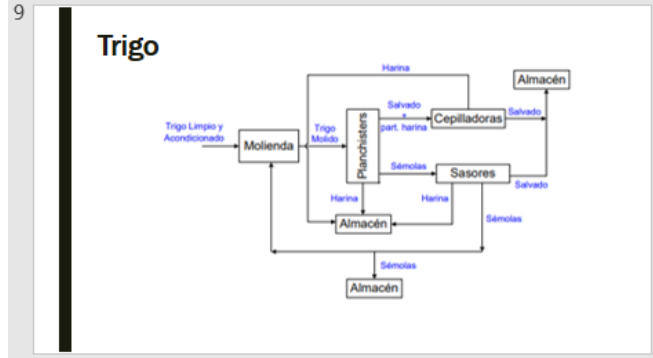 9
Trigo
Harina
Almacén
Trigo Limpio y
Acondicionado
Molienda
Trigo
Molido
Planchisters
Salvado
+
part. harina
Cepilladoras
Salvado
Sémolas
Sasores
Salvado
Harina
Harina
Almacén
Sémolas
Sémolas
Almacén